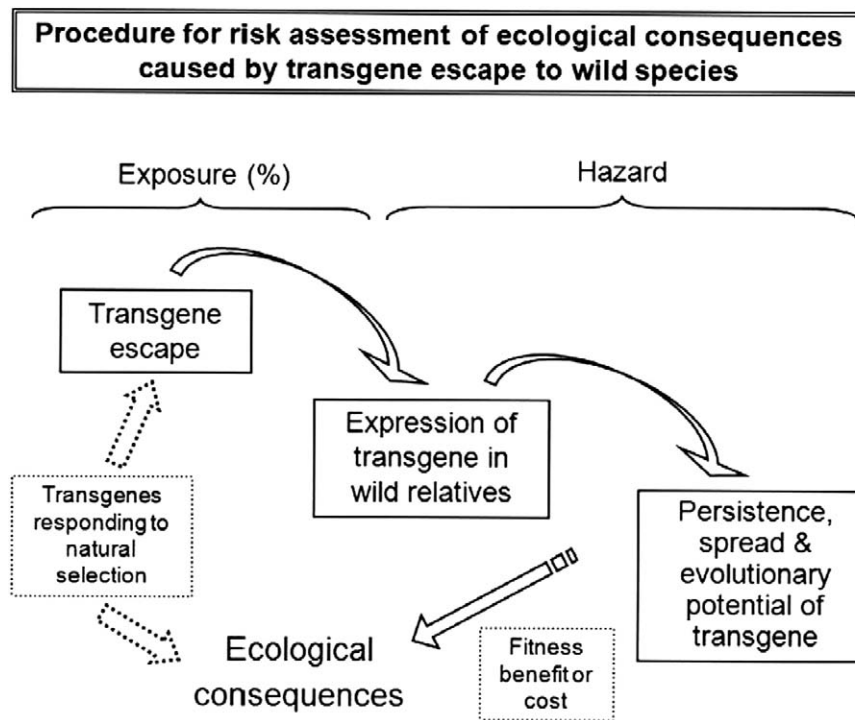 Procedure for risk assessment of ecological consequences
caused by transgene escape to wild species
Exposure (%)
Hazard
Transgene
escape
Expression of
transgene in
wild relatives
Transgenes
responding to
natural
selection
Persistence,
spread &
evolutionary
potential of
transgene
Ecological
consequences
Fitness
benefit or
cost